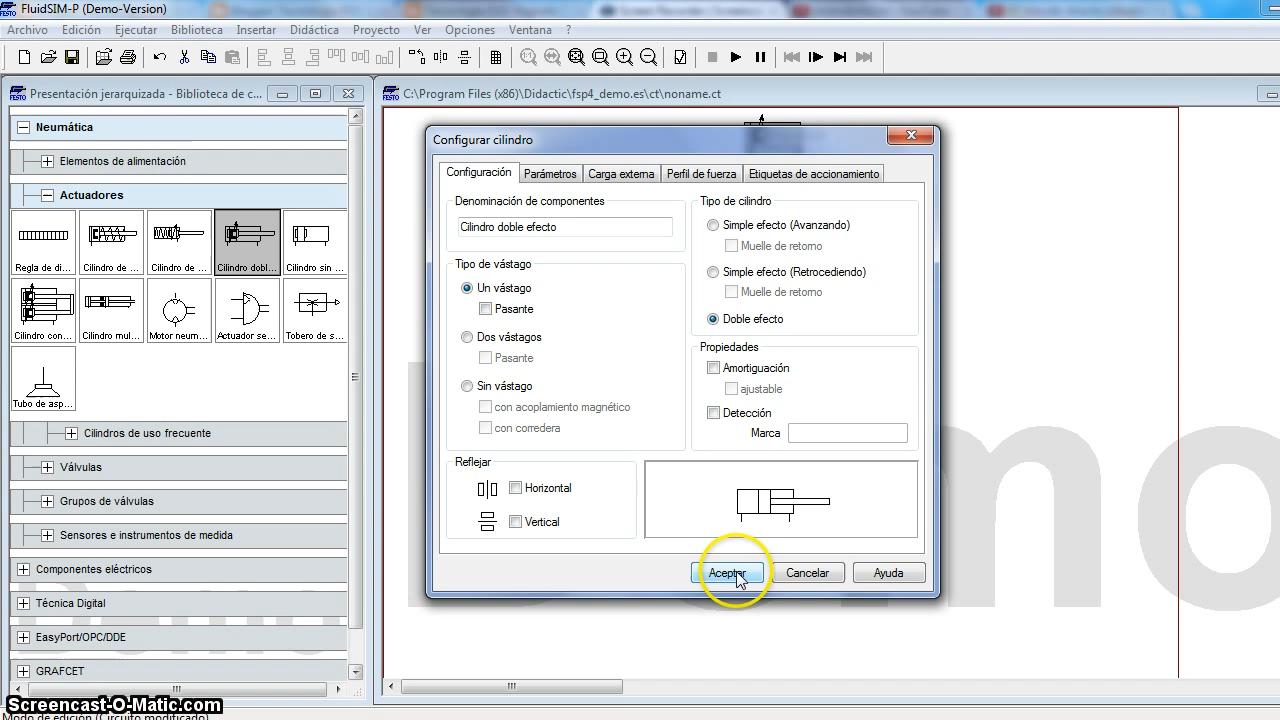 FluidSIM-P (Demo-Version)
Archivo Edición Ejecutar Biblioteca Insertar Didáctica Proyecto Ver Opciones Ventana ?
Presentación jerarquizada - Biblioteca de c...
C:\Program Files (x86)\Didactic\fsp4_demo.es\ct\noname.ct
Neumática
Elementos de alimentación
Actuadores
Regla de di...
Cilindro de ...
Cilindro de ...
Cilindro dobl...
Cilindro sin ...
Cilindro con...
Cilindro mul...
Motor neum...
Actuador se...
Tobero de s...
Tubo de asp...
Cilindros de uso frecuente
Válvulas
Grupos de válvulas
Sensores e instrumentos de medida
Componentes eléctricos
Técnica Digital
EasyPort/OPC/DDE
GRAFCET
Configurar cilindro
Configuración Parámetros Carga externa Perfil de fuerza Etiquetas de accionamiento
Denominación de componentes
Cilindro doble efecto
Tipo de vástago
Un vástago
Pasante
Dos vástagos
Pasante
Sin vástago
con acoplamiento magnético
con corredera
Reflejar
Horizontal
Vertical
Tipo de cilindro
Simple efecto (Avanzando)
Muelle de retorno
Simple efecto (Retrocediendo)
Muelle de retorno
Doble efecto
Propiedades
Amortiguación
ajustable
Detección
Marca
Aceptar Cancelar Ayuda
Screencast-O-Matic.com
Modo de edición (Circuito modificado)